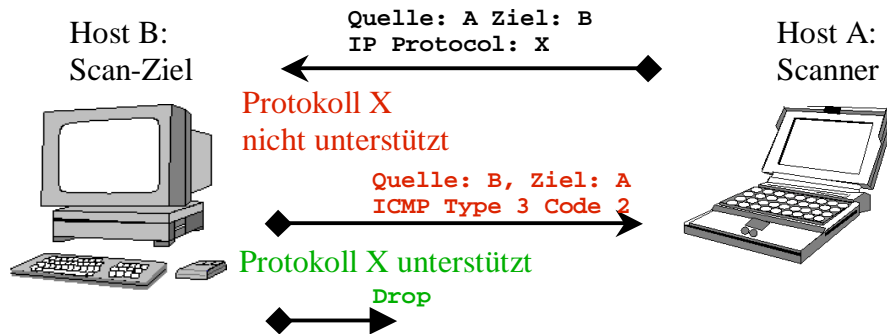 Host B:
Scan-Ziel
Quelle: A Ziel: B
IP Protocol: X
Host A:
Scanner
Protokoll X
nicht unterstützt
Quelle: B, Ziel: A
ICMP Type 3 Code 2
Protokoll X unterstützt
Drop